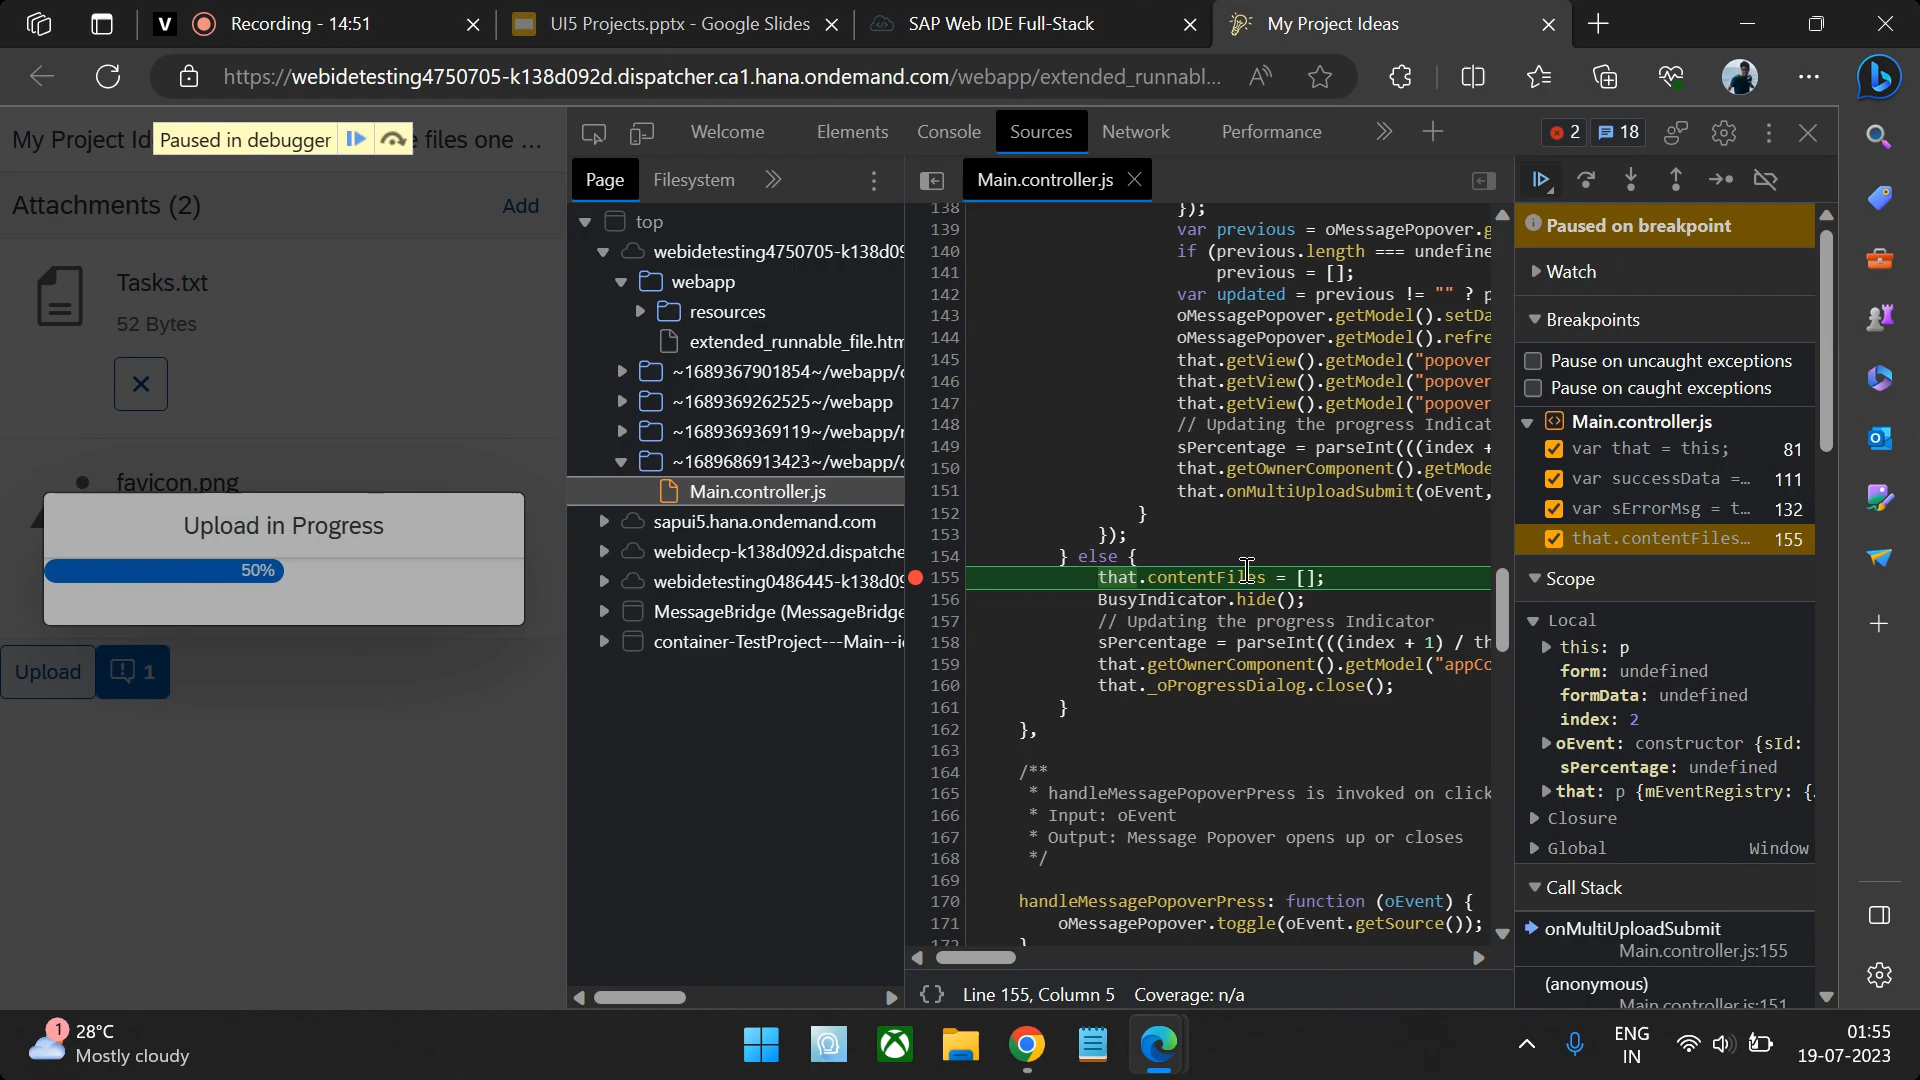 Recording - 14:51
UI5 Projects.pptx - Google Slides
SAP Web IDE Full-Stack
My Project Ideas
https://webidetesting4750705-k138d092d.dispatcher.ca1.hana.ondemand.com/webapp/extended_runnabl...
My Project Id
Paused in debugger
e files one ...
Attachments (2)
Add
Tasks.txt
52 Bytes
favicon.png
Upload in Progress
50%
Upload
1
Welcome
Elements
Console
Sources
Network
Performance
2
18
Page
Filesystem
top
webidetesting4750705-k138d09
webapp
resources
extended_runnable_file.htm
~1689367901854~/webapp/c
~1689369262525~/webapp
~1689369369119~/webapp/r
~1689686913423~/webapp/c
Main.controller.js
sapui5.hana.ondemand.com
webidecp-k138d092d.dispatche
webidetesting0486445-k138d09
MessageBridge (MessageBridge
container-TestProject---Main--i
Main.controller.js
138 });
139 var previous = oMessagePopover.g
140 if (previous.length === undefine
141 previous = [];
142 var updated = previous != "" ? p
143 oMessagePopover.getModel().setDa
144 oMessagePopover.getModel().refre
145 that.getView().getModel("popover
146 that.getView().getModel("popover
147 that.getView().getModel("popover
148 // Updating the progress Indicat
149 sPercentage = parseInt(((index +
150 that.getOwnerComponent().getMode
151 that.onMultiUploadSubmit(oEvent,
152 }
153 });
154 } else {
155 that.contentFiles = [];
156 BusyIndicator.hide();
157 // Updating the progress Indicator
158 sPercentage = parseInt(((index + 1) / th
159 that.getOwnerComponent().getModel("appCo
160 that._oProgressDialog.close();
161 }
162 },
163
164 /**
165 * handleMessagePopoverPress is invoked on click
166 * Input: oEvent
167 * Output: Message Popover opens up or closes
168 */
169
170 handleMessagePopoverPress: function (oEvent) {
171 oMessagePopover.toggle(oEvent.getSource());
172 }
{} Line 155, Column 5 Coverage: n/a
Paused on breakpoint
Watch
Breakpoints
Pause on uncaught exceptions
Pause on caught exceptions
Main.controller.js
var that = this; 81
var successData =... 111
var sErrorMsg = t... 132
that.contentFiles... 155
Scope
Local
this: p
form: undefined
formData: undefined
index: 2
oEvent: constructor {sId:
sPercentage: undefined
that: p {mEventRegistry: {
Closure
Global Window
Call Stack
onMultiUploadSubmit
Main.controller.js:155
(anonymous)
Main.controller.js:151
1
28°C
Mostly cloudy
ENG
IN
01:55
19-07-2023